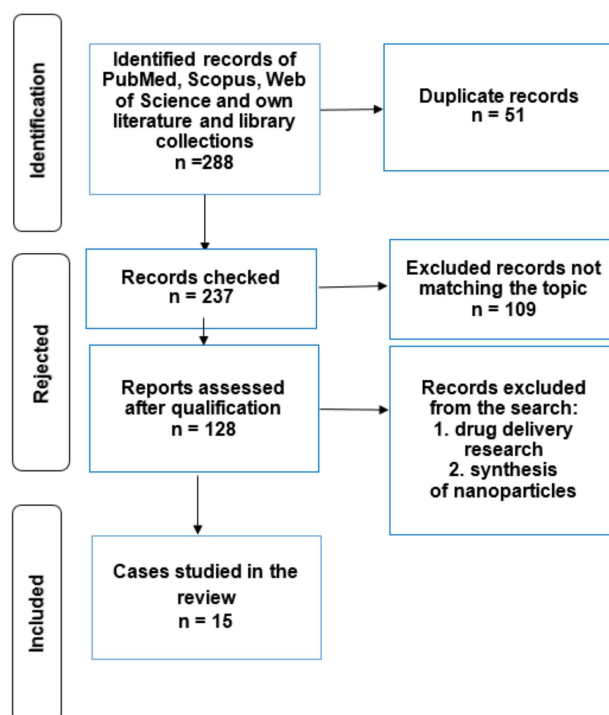 Identification
Identified records of
PubMed, Scopus, Web
of Science and own
literature and library
collections
n =288
Duplicate records
n = 51
Rejected
Records checked
n = 237
Excluded records not
matching the topic
n = 109
Reports assessed
after qualification
n = 128
Records excluded
from the search:
1. drug delivery
research
2. synthesis
of nanoparticles
Included
Cases studied in the
review
n = 15